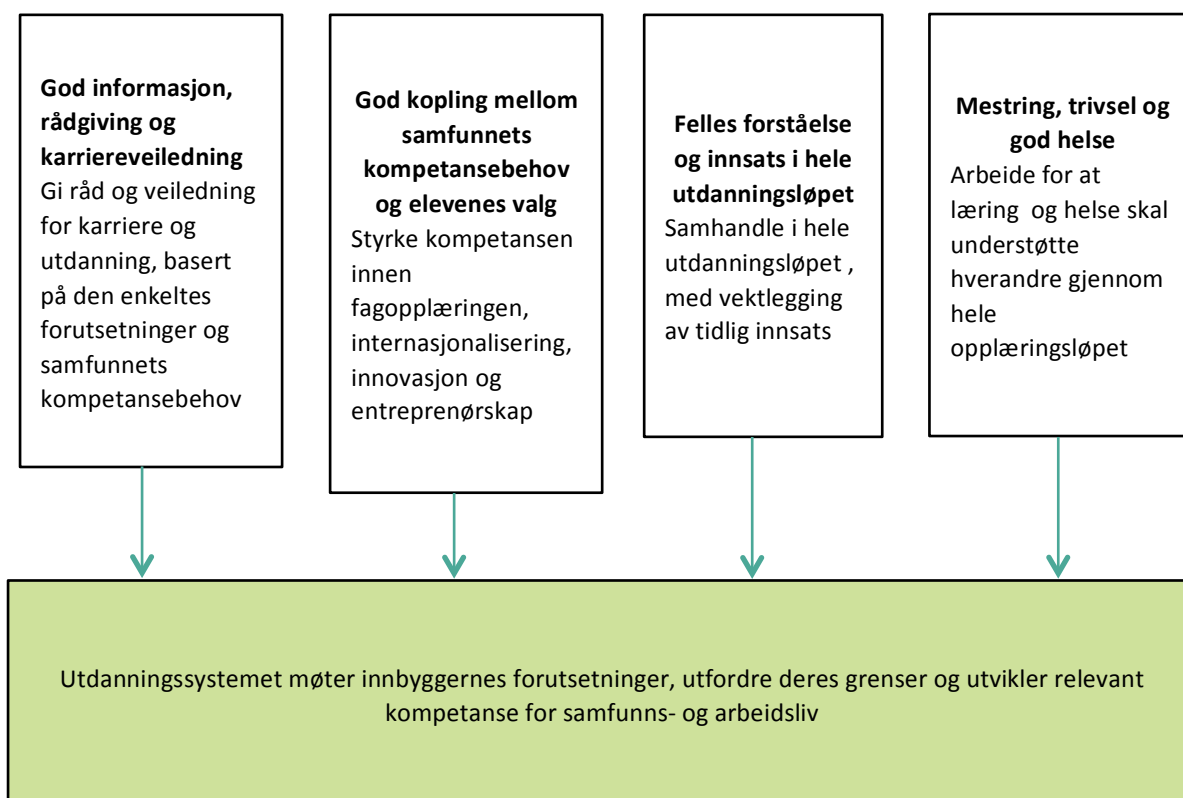 God informasjon,
rådgiving og
karriereveiledning
Gi råd og veiledning
for karriere og
utdanning, basert
på den enkeltes
forutsetninger og
samfunnets
kompetansebehov
God kopling mellom
samfunnets
kompetansebehov
og elevenes valg
Styrke kompetansen
innen
fagopplæringen,
internasjonalisering,
innovasjon og
entreprenørskap
Felles forståelse
og innsats i hele
utdanningsløpet
Samhandle i hele
utdanningsløpet ,
med vektlegging
av tidlig innsats
Mestring, trivsel og
god helse
Arbeide for at
læring  og helse skal
understøtte
hverandre gjennom
hele
opplæringsløpet
Utdanningssystemet møter innbyggernes forutsetninger, utfordre deres grenser og utvikler relevant
kompetanse for samfunns- og arbeidsliv